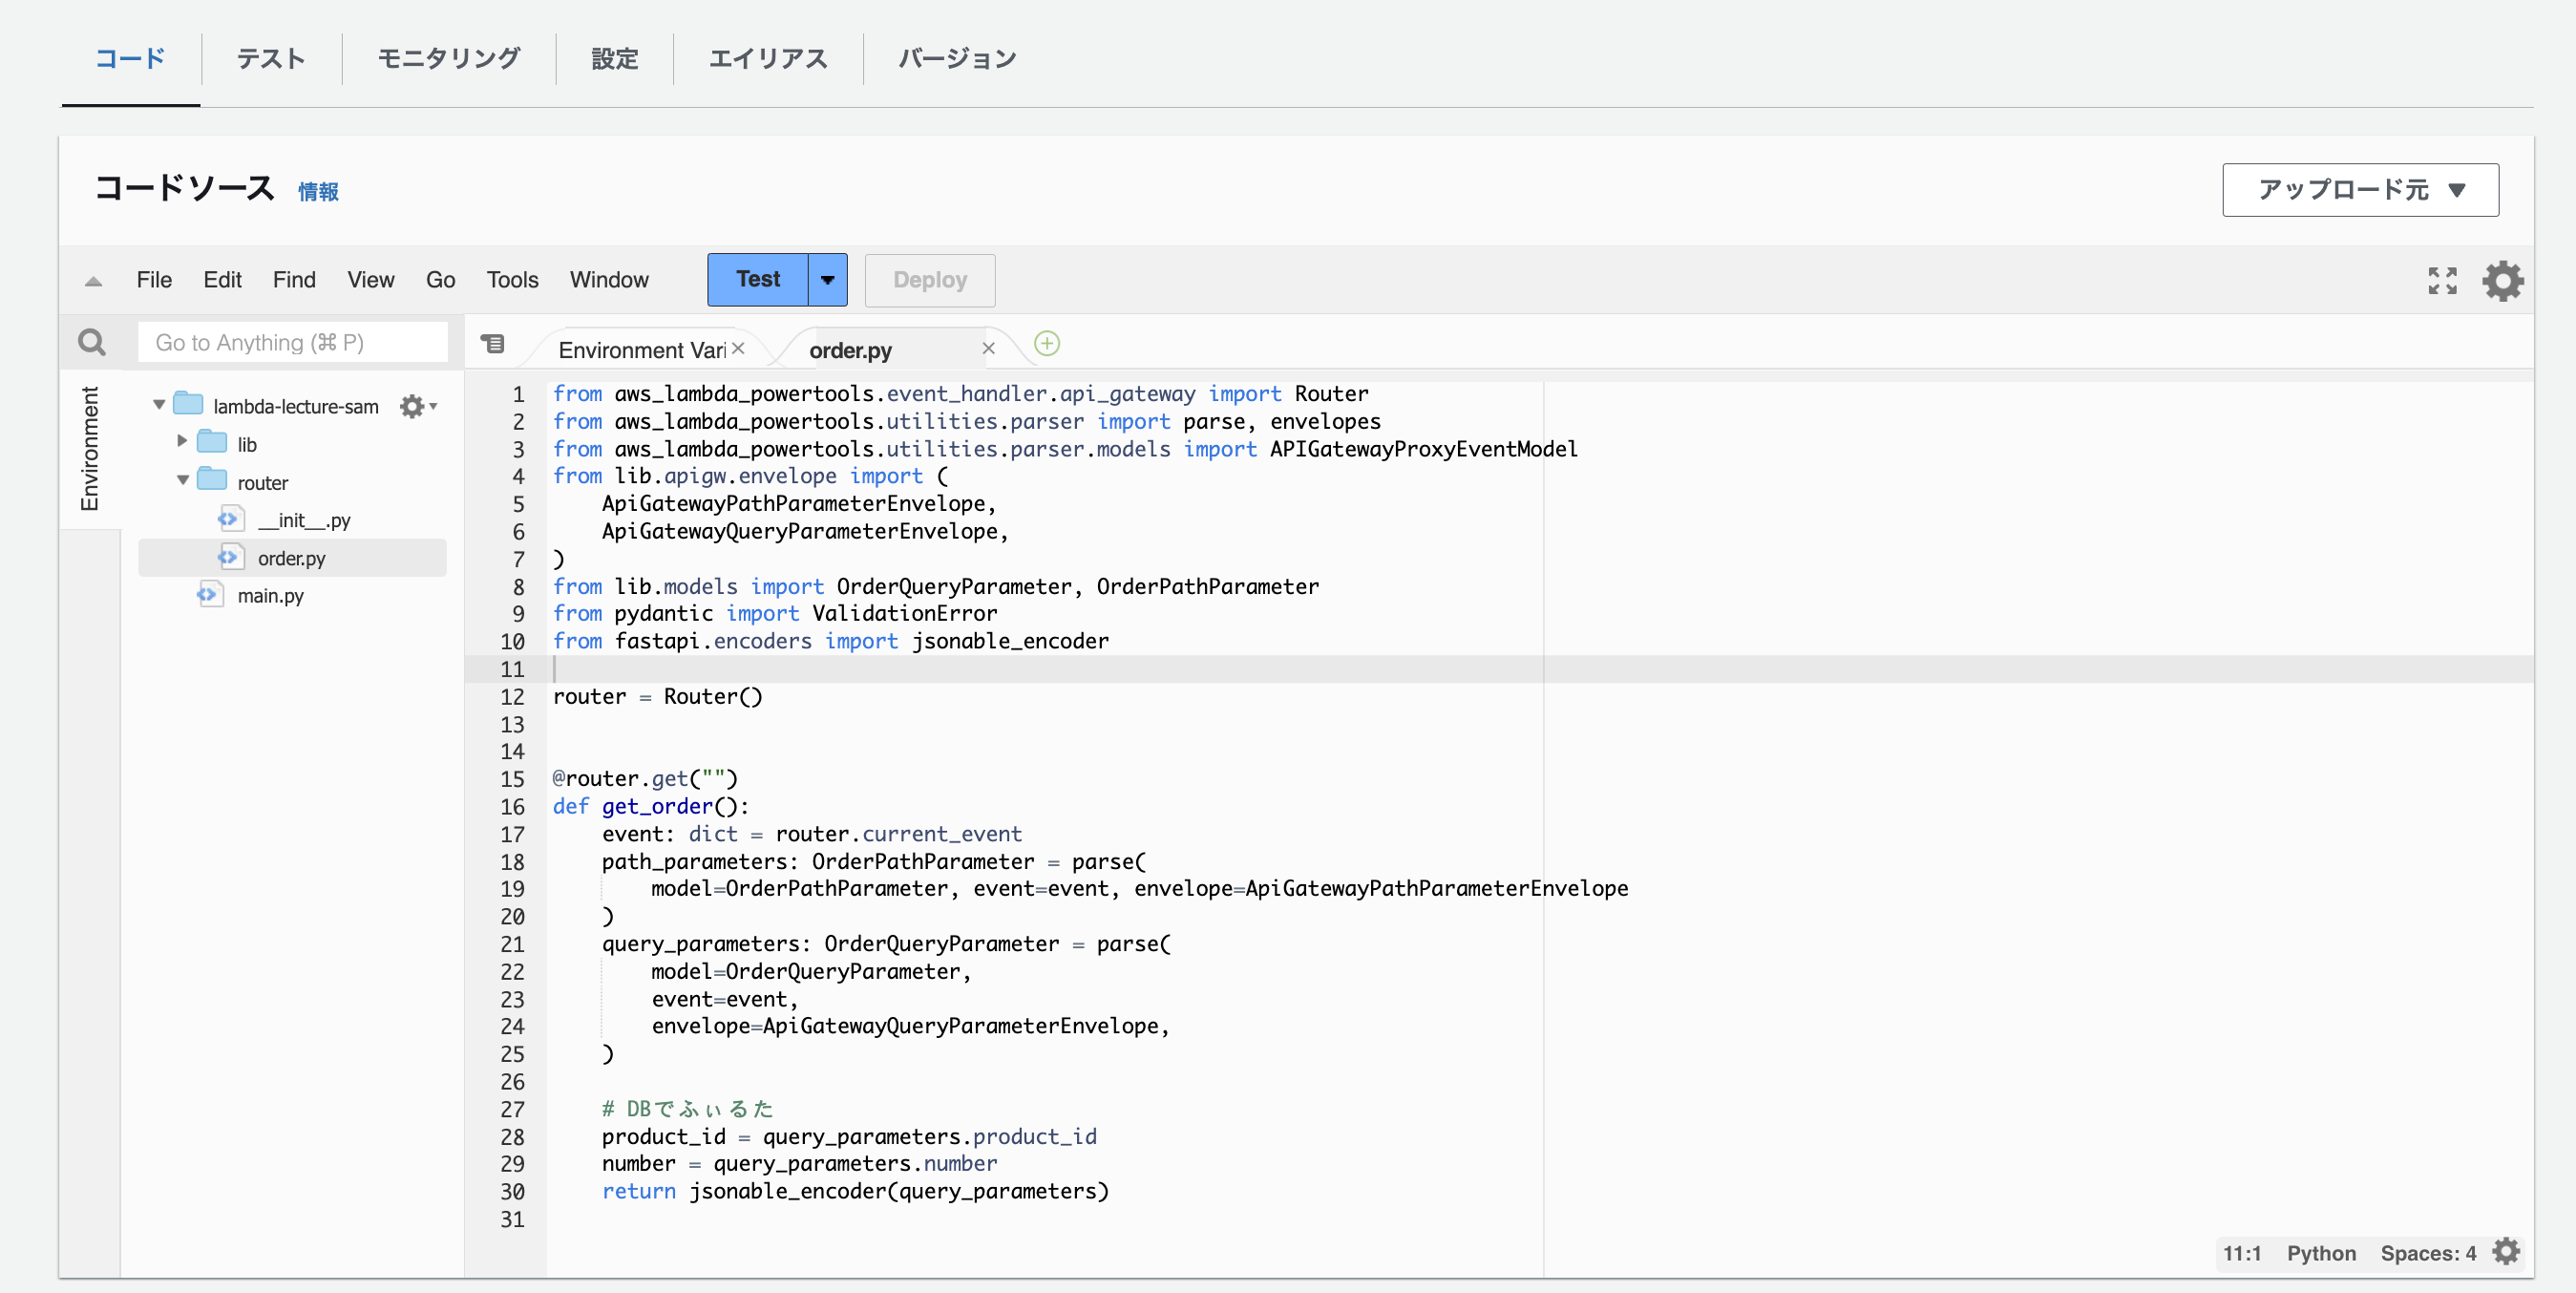 コード テスト モニタリング 設定 エイリアス バージョン
コードソース 情報
アップロード元
File Edit Find View Go Tools Window Test Deploy
Go to Anything (⌘ P)
Environment
lambda-lecture-sam
lib
router
__init__.py
order.py
main.py
Environment Vari × order.py ×
1 from aws_lambda_powertools.event_handler.api_gateway import Router
2 from aws_lambda_powertools.utilities.parser import parse, envelopes
3 from aws_lambda_powertools.utilities.parser.models import APIGatewayProxyEventModel
4 from lib.apigw.envelope import (
5     ApiGatewayPathParameterEnvelope,
6     ApiGatewayQueryParameterEnvelope,
7 )
8 from lib.models import OrderQueryParameter, OrderPathParameter
9 from pydantic import ValidationError
10 from fastapi.encoders import jsonable_encoder
11
12 router = Router()
13
14
15 @router.get("")
16 def get_order():
17     event: dict = router.current_event
18     path_parameters: OrderPathParameter = parse(
19         model=OrderPathParameter, event=event, envelope=ApiGatewayPathParameterEnvelope
20     )
21     query_parameters: OrderQueryParameter = parse(
22         model=OrderQueryParameter,
23         event=event,
24         envelope=ApiGatewayQueryParameterEnvelope,
25     )
26
27     # DBでふぃるた
28     product_id = query_parameters.product_id
29     number = query_parameters.number
30     return jsonable_encoder(query_parameters)
31
11:1 Python Spaces: 4